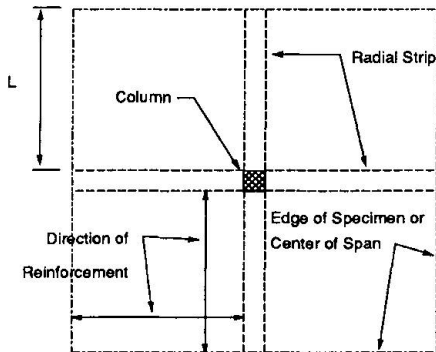 L
Radial Strip
Column
Edge of Specimen or
Center of Span
Direction of
Reinforcement